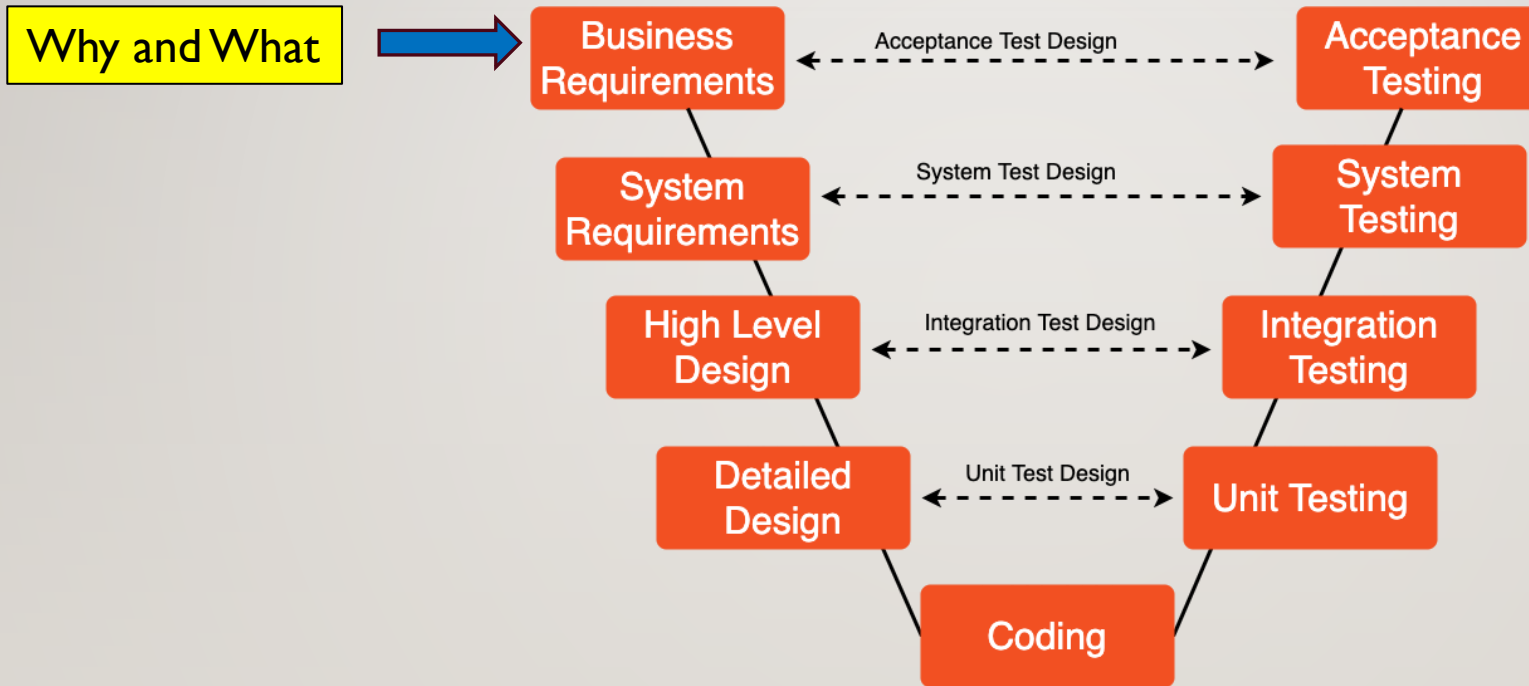 Why and What
Business
Requirements
Acceptance Test Design
Acceptance
Testing
System
Requirements
System Test Design
System
Testing
High Level
Design
Integration Test Design
Integration
Testing
Detailed
Design
Unit Test Design
Unit Testing
Coding